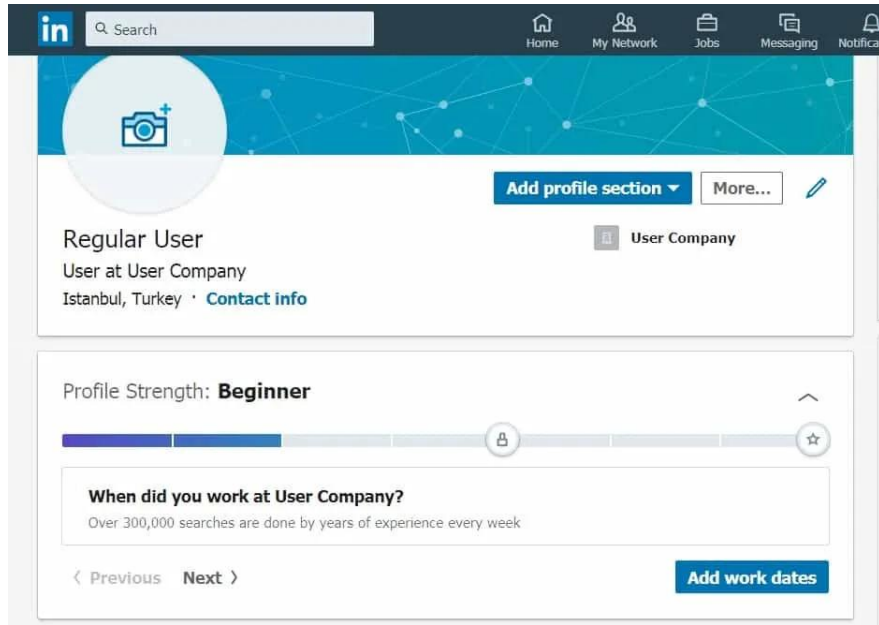 in Search Home My Network Jobs Messaging Notifica
Add profile section More...
Regular User User Company
User at User Company
Istanbul, Turkey · Contact info
Profile Strength: Beginner
When did you work at User Company?
Over 300,000 searches are done by years of experience every week
Previous Next Add work dates